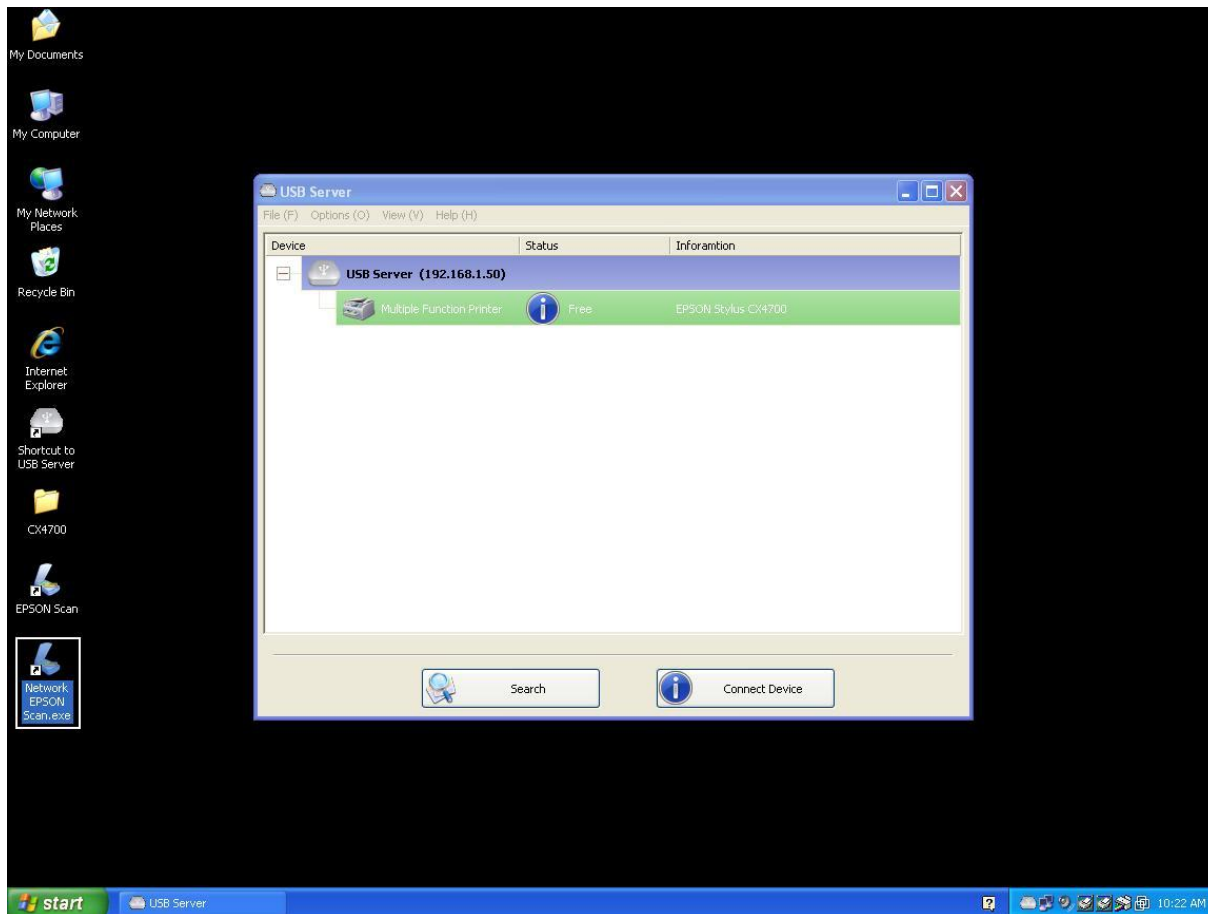 My Documents
My Computer
My Network
Places
Recycle Bin
Internet
Explorer
Shortcut to
USB Server
CX4700
EPSON Scan
Network
EPSON
Scan.exe
USB Server
File (F) Options (O) View (V) Help (H)
Device Status Inforamtion
USB Server (192.168.1.50)
Multiple Function Printer Free EPSON Stylus CX4700
Search Connect Device
start USB Server 10:22 AM